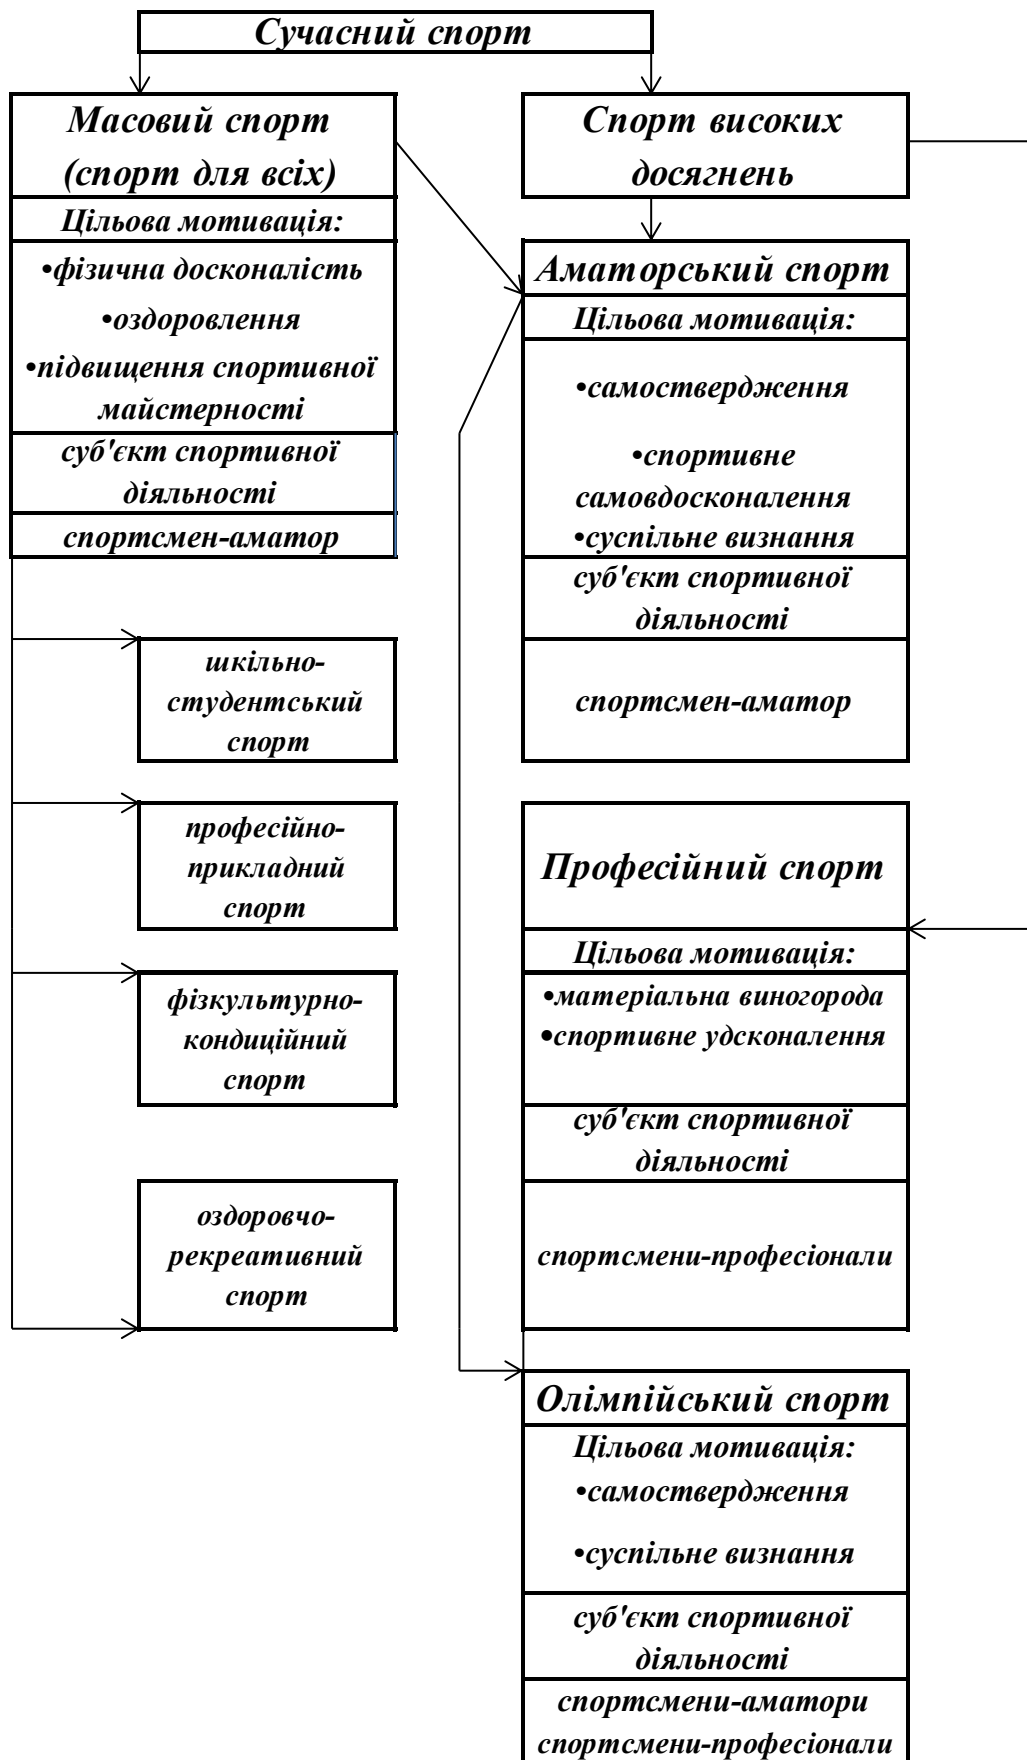 Сучасний спорт
Масовий спорт
(спорт для всіх)
Цільова мотивація:
•фізична досконалість
•оздоровлення
•підвищення спортивної
майстерності
суб'єкт спортивної
діяльності
спортсмен-аматор
шкільно-
студентський
спорт
професійно-
прикладний
спорт
фізкультурно-
кондиційний
спорт
оздоровчо-
рекреативний
спорт
Спорт високих
досягнень
Аматорський спорт
Цільова мотивація:
•самоствердження
•спортивне
самовдосконалення
•суспільне визнання
суб'єкт спортивної
діяльності
спортсмен-аматор
Професійний спорт
Цільова мотивація:
•матеріальна виногорода
•спортивне удсконалення
суб'єкт спортивної
діяльності
спортсмени-професіонали
Олімпійський спорт
Цільова мотивація:
•самоствердження
•суспільне визнання
суб'єкт спортивної
діяльності
спортсмени-аматори
спортсмени-професіонали